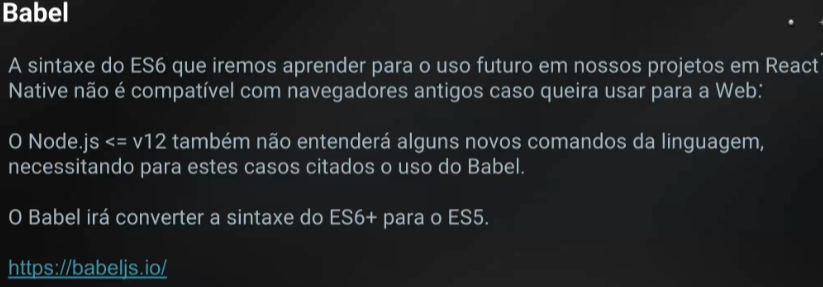 Babel
A sintaxe do ES6 que iremos aprender para o uso futuro em nossos projetos em React
Native não é compatível com navegadores antigos caso queira usar para a Web.
O Node.js <= v12 também não entenderá alguns novos comandos da linguagem,
necessitando para estes casos citados o uso do Babel.
O Babel irá converter a sintaxe do ES6+ para o ES5.
https://babeljs.io/